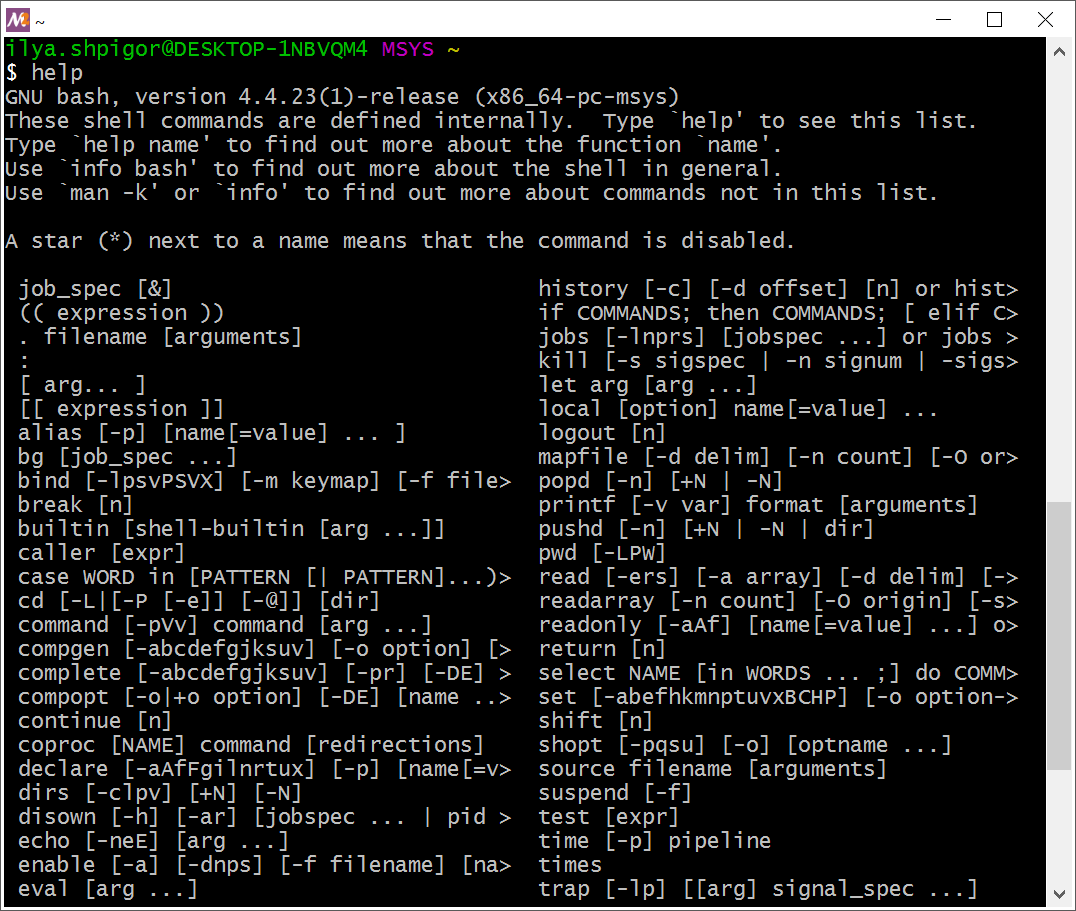 ~
ilya.shpigor@DESKTOP-1NBVQM4 MSYS ~
$ help
GNU bash, version 4.4.23(1)-release (x86_64-pc-msys)
These shell commands are defined internally.  Type `help' to see this list.
Type `help name' to find out more about the function `name'.
Use `info bash' to find out more about the shell in general.
Use `man -k' or `info' to find out more about commands not in this list.

A star (*) next to a name means that the command is disabled.

 job_spec [&]                            history [-c] [-d offset] [n] or hist>
 (( expression ))                        if COMMANDS; then COMMANDS; [ elif C>
 . filename [arguments]                  jobs [-lnprs] [jobspec ...] or jobs >
 :                                       kill [-s sigspec | -n signum | -sigs>
 [ arg... ]                              let arg [arg ...]
 [[ expression ]]                        local [option] name[=value] ...
 alias [-p] [name[=value] ... ]          logout [n]
 bg [job_spec ...]                       mapfile [-d delim] [-n count] [-O or>
 bind [-lpsvPSVX] [-m keymap] [-f file>  popd [-n] [+N | -N]
 break [n]                               printf [-v var] format [arguments]
 builtin [shell-builtin [arg ...]]       pushd [-n] [+N | -N | dir]
 caller [expr]                           pwd [-LPW]
 case WORD in [PATTERN [| PATTERN]...)>  read [-ers] [-a array] [-d delim] [->
 cd [-L|[-P [-e]] [-@]] [dir]            readarray [-n count] [-O origin] [-s>
 command [-pVv] command [arg ...]        readonly [-aAf] [name[=value] ...] o>
 compgen [-abcdefgjksuv] [-o option] [>  return [n]
 complete [-abcdefgjksuv] [-pr] [-DE] >  select NAME [in WORDS ... ;] do COMM>
 compopt [-o|+o option] [-DE] [name ..>  set [-abefhkmnptuvxBCHP] [-o option->
 continue [n]                            shift [n]
 coproc [NAME] command [redirections]    shopt [-pqsu] [-o] [optname ...]
 declare [-aAfFgilnrtux] [-p] [name[=v>  source filename [arguments]
 dirs [-clpv] [+N] [-N]                  suspend [-f]
 disown [-h] [-ar] [jobspec ... | pid >  test [expr]
 echo [-neE] [arg ...]                   time [-p] pipeline
 enable [-a] [-dnps] [-f filename] [na>  times
 eval [arg ...]                          trap [-lp] [[arg] signal_spec ...]